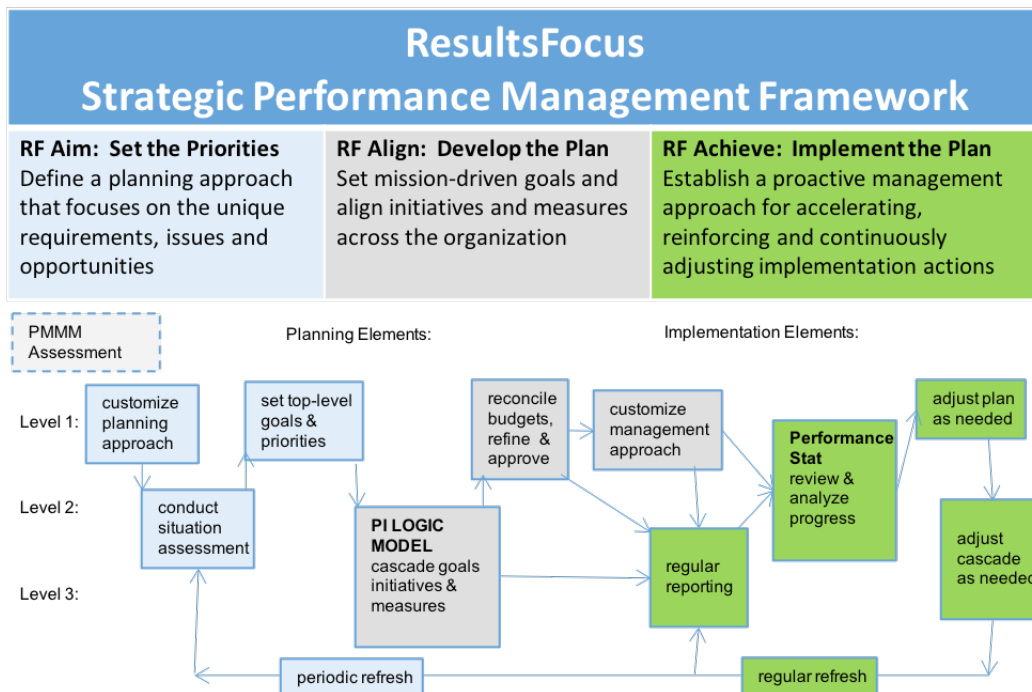 ResultsFocus
Strategic Performance Management Framework
RF Aim: Set the Priorities
Define a planning approach
that focuses on the unique
requirements, issues and
opportunities
RF Align: Develop the Plan
Set mission-driven goals and
align initiatives and measures
across the organization
RF Achieve: Implement the Plan
Establish a proactive management
approach for accelerating,
reinforcing and continuously
adjusting implementation actions
PMMM
Assessment
Planning Elements:
Implementation Elements:
Level 1:
customize
planning
approach
set top-level
goals &
priorities
reconcile
budgets,
refine &
approve
customize
management
approach
Performance
Stat
review &
analyze
progress
adjust plan
as needed
Level 2:
conduct
situation
assessment
PI LOGIC
MODEL
cascade goals
initiatives &
measures
regular
reporting
adjust
cascade
as needed
Level 3:
periodic refresh
regular refresh